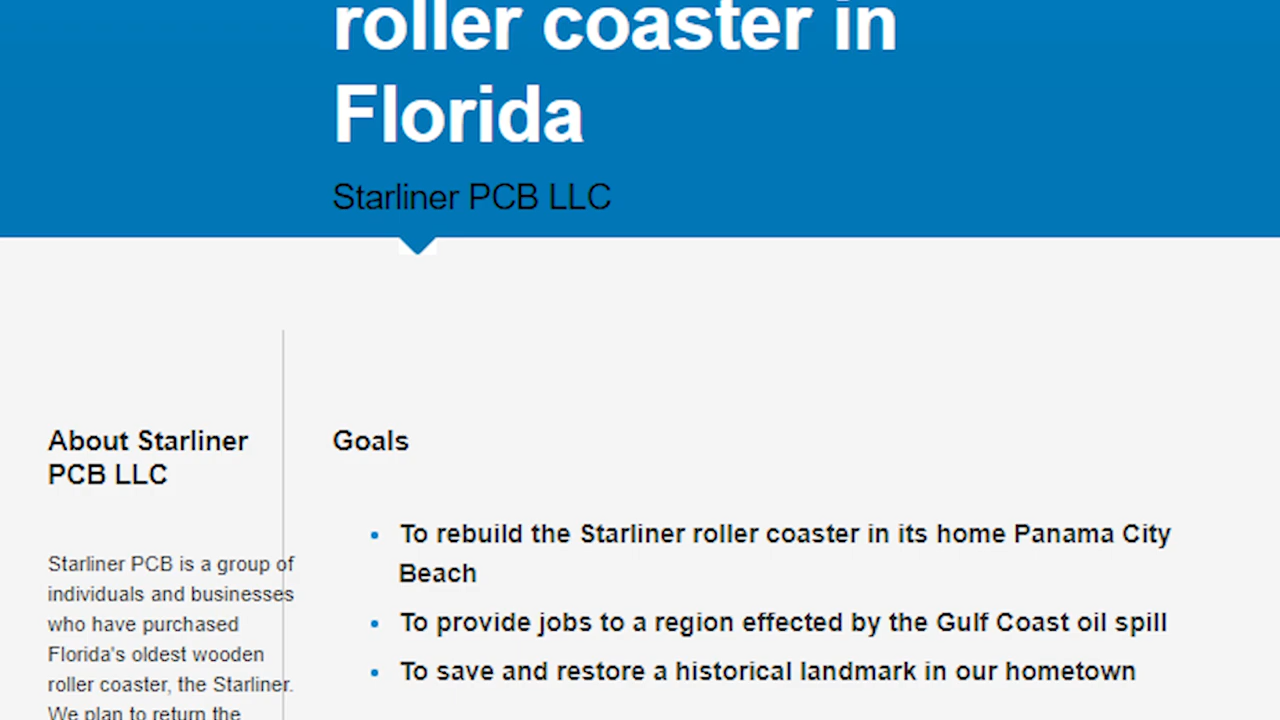 roller coaster in
Florida
Starliner PCB LLC
About Starliner
PCB LLC
Starliner PCB is a group of
individuals and businesses
who have purchased
Florida's oldest wooden
roller coaster, the Starliner.
We plan to return the
Goals
To rebuild the Starliner roller coaster in its home Panama City
Beach
To provide jobs to a region effected by the Gulf Coast oil spill
To save and restore a historical landmark in our hometown